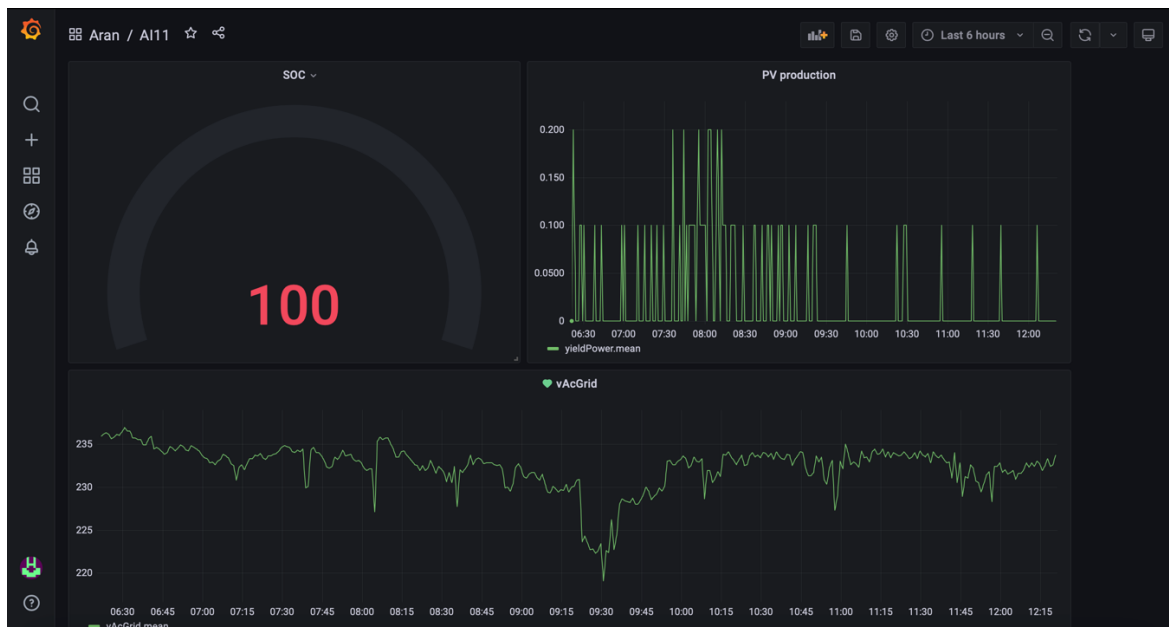 Aran / AI11
Last 6 hours
SOC
100
PV production
0.200
0.150
0.100
0.0500
0
06:30 07:00 07:30 08:00 08:30 09:00 09:30 10:00 10:30 11:00 11:30 12:00
yieldPower.mean
vAcGrid
235
230
225
220
06:30 06:45 07:00 07:15 07:30 07:45 08:00 08:15 08:30 08:45 09:00 09:15 09:30 09:45 10:00 10:15 10:30 10:45 11:00 11:15 11:30 11:45 12:00 12:15
vAcGrid.mean